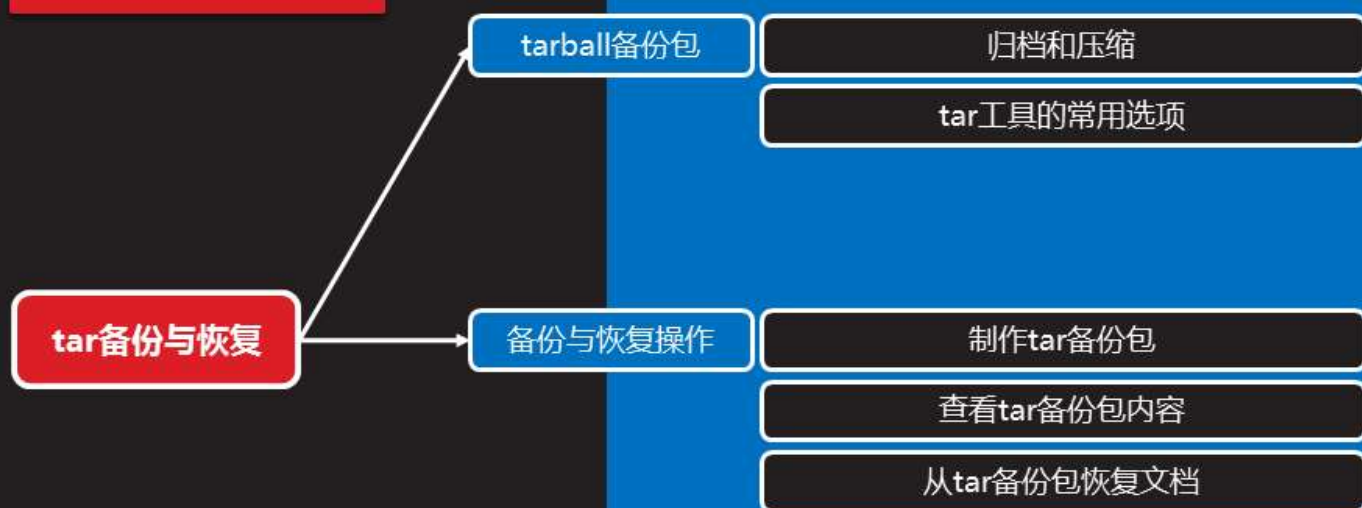 tarball备份包
归档和压缩
tar工具的常用选项
tar备份与恢复
备份与恢复操作
制作tar备份包
查看tar备份包内容
从tar备份包恢复文档